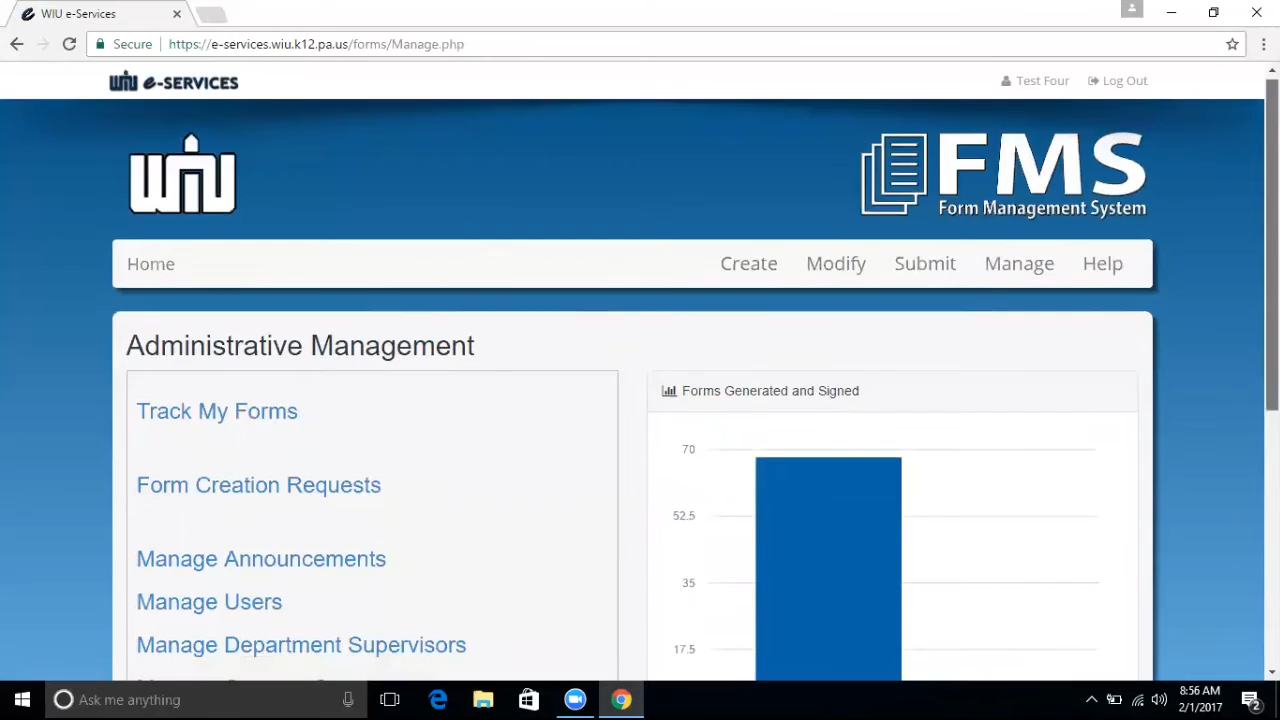 WIU e-Services
Secure
https://e-services.wiu.k12.pa.us/forms/Manage.php
WIU e-SERVICES
Test Four
Log Out
WIU
FMS
Form Management System
Home
Create
Modify
Submit
Manage
Help
Administrative Management
Track My Forms
Form Creation Requests
Manage Announcements
Manage Users
Manage Department Supervisors
Forms Generated and Signed
70
52.5
35
17.5
Ask me anything
8:56 AM
2/1/2017
2